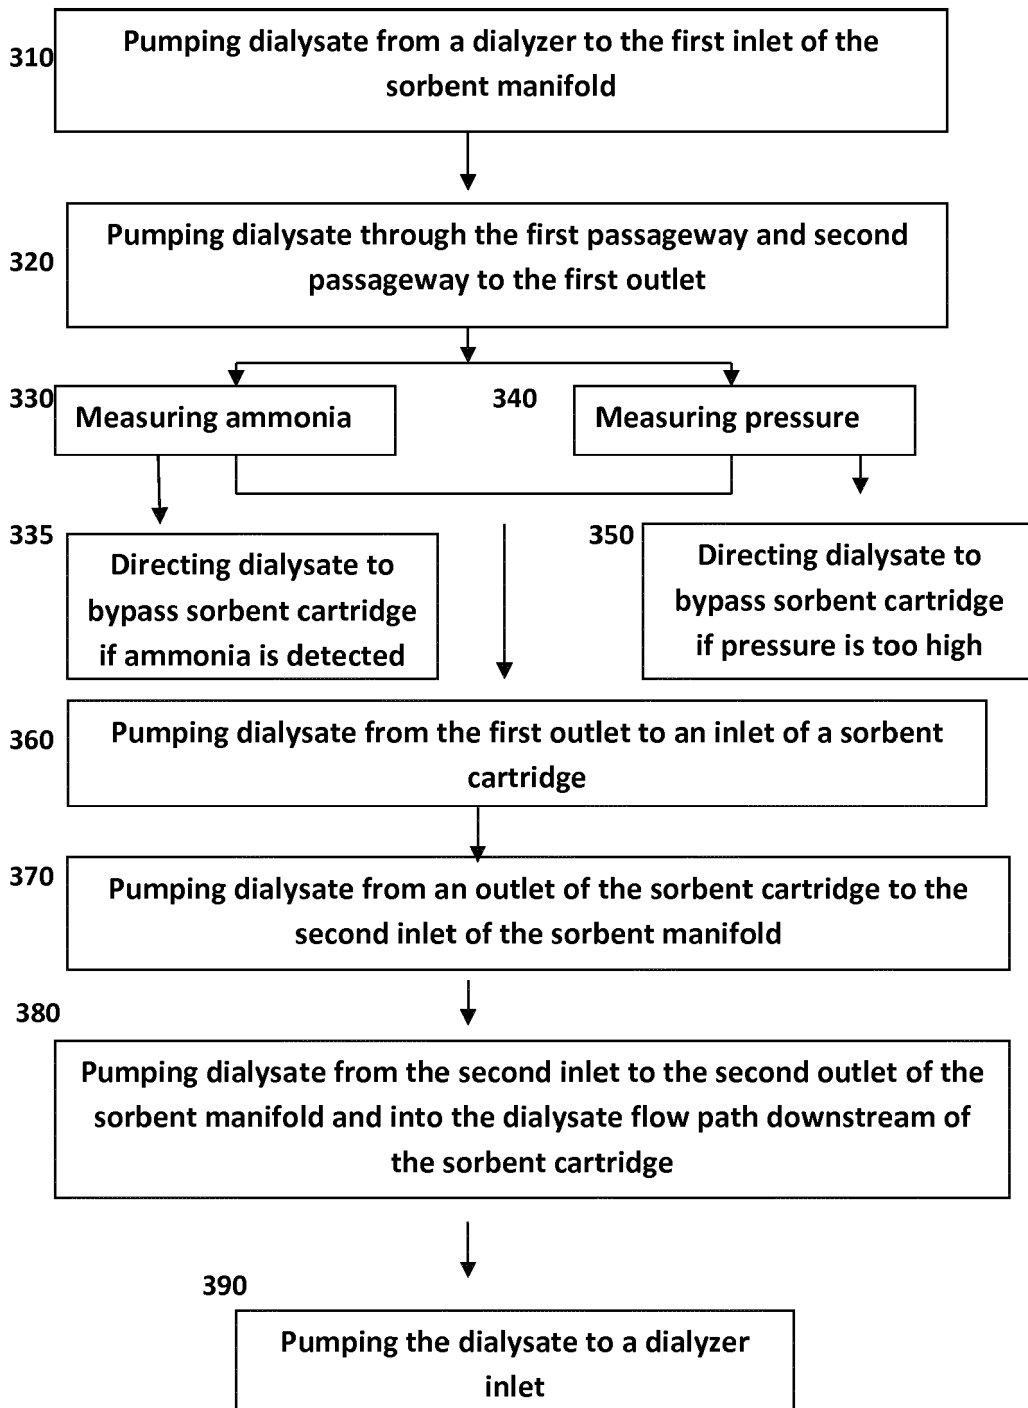 310
Pumping dialysate from a dialyzer to the first inlet of the
sorbent manifold
320
Pumping dialysate through the first passageway and second
passageway to the first outlet
330
Measuring ammonia
340
Measuring pressure
335
Directing dialysate to
bypass sorbent cartridge
if ammonia is detected
350
Directing dialysate to
bypass sorbent cartridge
if pressure is too high
360
Pumping dialysate from the first outlet to an inlet of a sorbent
cartridge
370
Pumping dialysate from an outlet of the sorbent cartridge to the
second inlet of the sorbent manifold
380
Pumping dialysate from the second inlet to the second outlet of the
sorbent manifold and into the dialysate flow path downstream of
the sorbent cartridge
390
Pumping the dialysate to a dialyzer
inlet